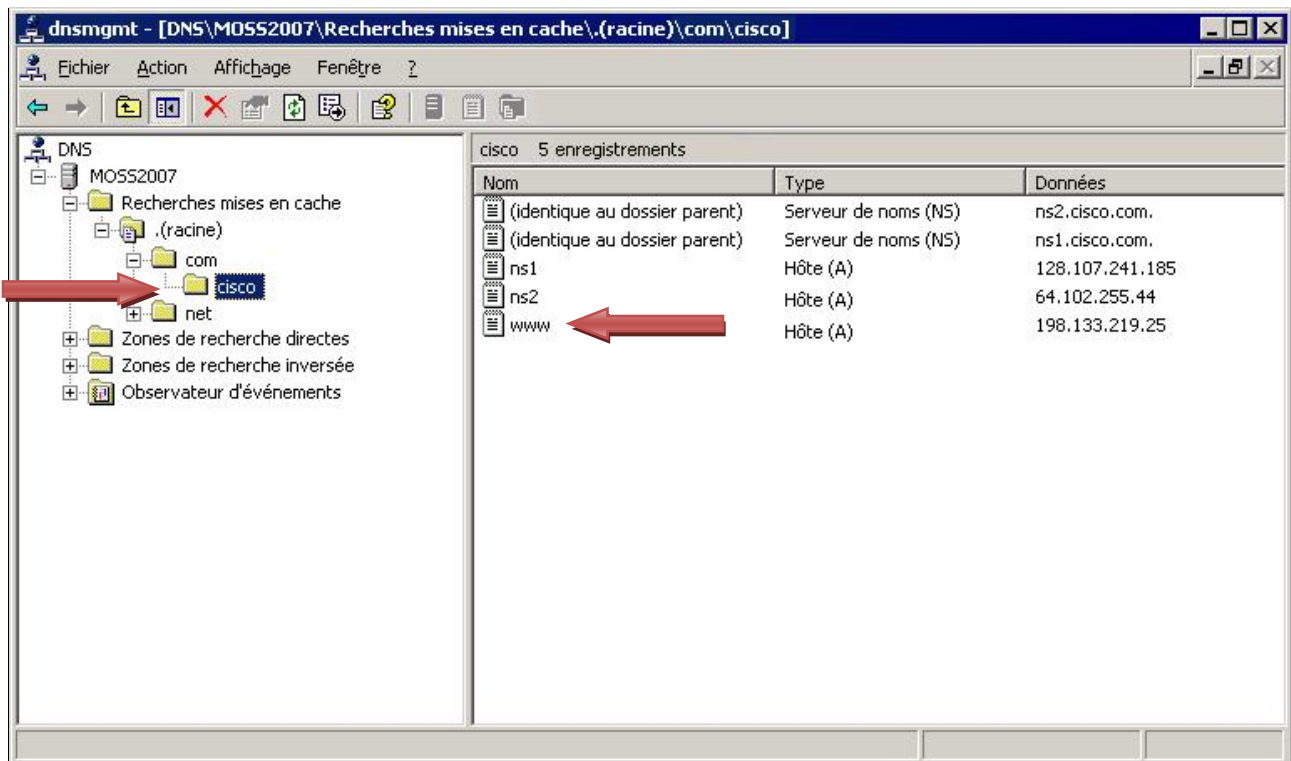 dnsmgmt - [DNS\MOSS2007\Recherches mises en cache\.(racine)\com\cisco]
Fichier Action Affichage Fenêtre ?
DNS
MOSS2007
Recherches mises en cache
.(racine)
com
cisco
net
Zones de recherche directes
Zones de recherche inversée
Observateur d'événements
cisco 5 enregistrements
Nom Type Données
(identique au dossier parent) Serveur de noms (NS) ns2.cisco.com.
(identique au dossier parent) Serveur de noms (NS) ns1.cisco.com.
ns1 Hôte (A) 128.107.241.185
ns2 Hôte (A) 64.102.255.44
www Hôte (A) 198.133.219.25